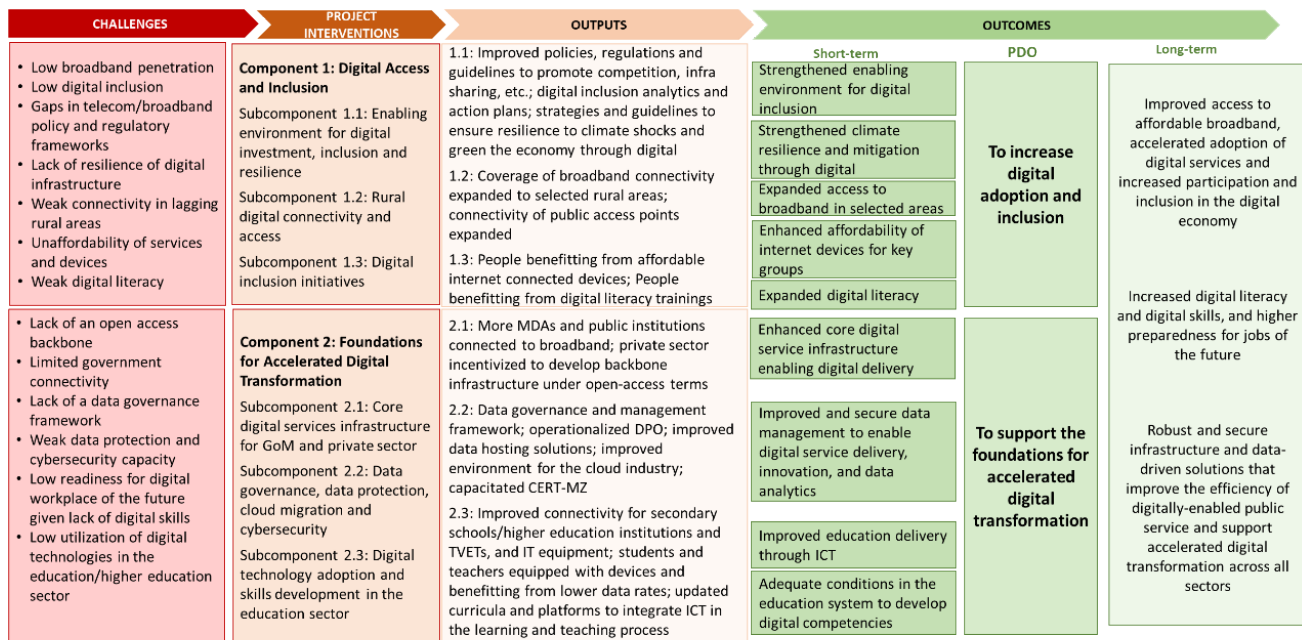 CHALLENGES
PROJECT
INTERVENTIONS
OUTPUTS
OUTCOMES
• Low broadband penetration
• Low digital inclusion
• Gaps in telecom/broadband
policy and regulatory
frameworks
• Lack of resilience of digital
infrastructure
• Weak connectivity in lagging
rural areas
• Unaffordability of services
and devices
• Weak digital literacy
Component 1: Digital Access
and Inclusion
Subcomponent 1.1: Enabling
environment for digital
investment, inclusion and
resilience
Subcomponent 1.2: Rural
digital connectivity and
access
Subcomponent 1.3: Digital
inclusion initiatives
1.1: Improved policies, regulations and
guidelines to promote competition, infra
sharing, etc.; digital inclusion analytics and
action plans; strategies and guidelines to
ensure resilience to climate shocks and
green the economy through digital
1.2: Coverage of broadband connectivity
expanded to selected rural areas;
connectivity of public access points
expanded
1.3: People benefitting from affordable
internet connected devices; People
benefitting from digital literacy trainings
Short-term
Strengthened enabling
environment for digital
inclusion
Strengthened climate
resilience and mitigation
through digital
Expanded access to
broadband in selected areas
Enhanced affordability of
internet devices for key
groups
Expanded digital literacy
PDO
To increase
digital
adoption and
inclusion
Long-term
Improved access to
affordable broadband,
accelerated adoption of
digital services and
increased participation and
inclusion in the digital
economy
Increased digital literacy
and digital skills, and higher
preparedness for jobs of
the future
Robust and secure
infrastructure and data-
driven solutions that
improve the efficiency of
digitally-enabled public
service and support
accelerated digital
transformation across all
sectors
• Lack of an open access
backbone
• Limited government
connectivity
• Lack of a data governance
framework
• Weak data protection and
cybersecurity capacity
• Low readiness for digital
workplace of the future
given lack of digital skills
• Low utilization of digital
technologies in the
education/higher education
sector
Component 2: Foundations
for Accelerated Digital
Transformation
Subcomponent 2.1: Core
digital services infrastructure
for GoM and private sector
Subcomponent 2.2: Data
governance, data protection,
cloud migration and
cybersecurity
Subcomponent 2.3: Digital
technology adoption and
skills development in the
education sector
2.1: More MDAs and public institutions
connected to broadband; private sector
incentivized to develop backbone
infrastructure under open-access terms
2.2: Data governance and management
framework; operationalized DPO; improved
data hosting solutions; improved
environment for the cloud industry;
capacitated CERT-MZ
2.3: Improved connectivity for secondary
schools/higher education institutions and
TVETs, and IT equipment; students and
teachers equipped with devices and
benefitting from lower data rates; updated
curricula and platforms to integrate ICT in
the learning and teaching process
Enhanced core digital
service infrastructure
enabling digital delivery
Improved and secure data
management to enable
digital service delivery,
innovation, and data
analytics
Improved education delivery
through ICT
Adequate conditions in the
education system to develop
digital competencies
To support the
foundations for
accelerated
digital
transformation